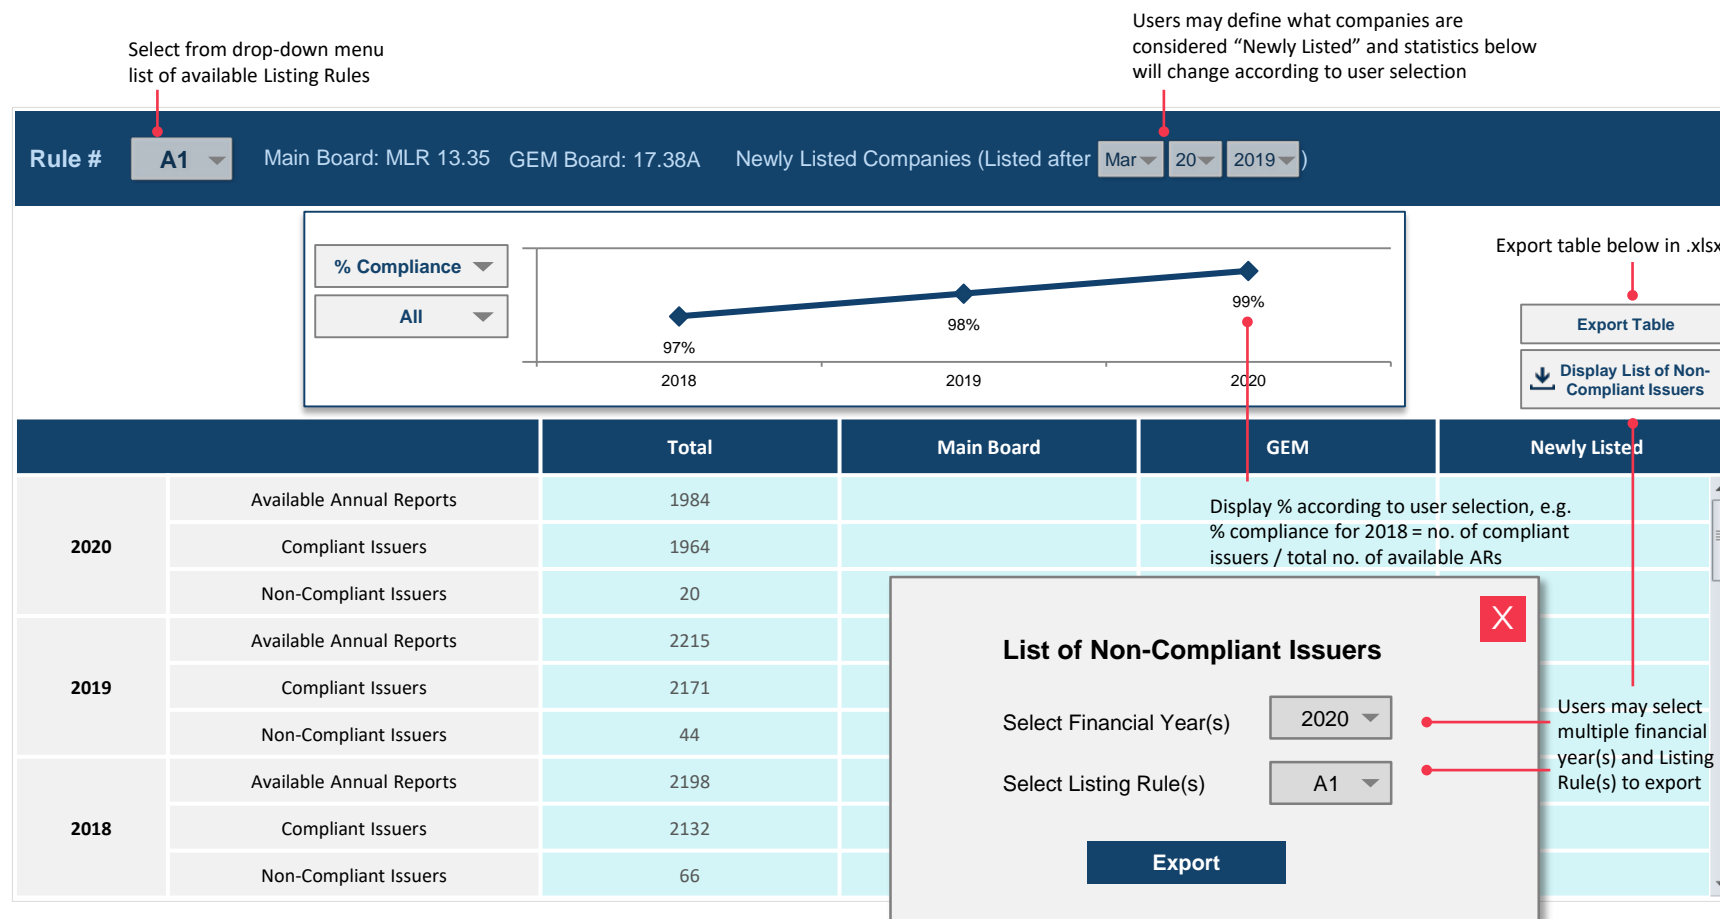 Users may define what companies are
considered “Newly Listed” and statistics below
will change according to user selection
Select from drop-down menu
list of available Listing Rules
Rule # A1 Main Board: MLR 13.35 GEM Board: 17.38A Newly Listed Companies (Listed after Mar 20 2019 )
% Compliance
All
97%
98%
99%
2018 2019 2020
Export table below in .xlsx
Export Table
Display List of Non-
Compliant Issuers
Total Main Board GEM Newly Listed
2020
Available Annual Reports 1984
Compliant Issuers 1964
Non-Compliant Issuers 20
Display % according to user selection, e.g.
% compliance for 2018 = no. of compliant
issuers / total no. of available ARs
2019
Available Annual Reports 2215
Compliant Issuers 2171
Non-Compliant Issuers 44
2018
Available Annual Reports 2198
Compliant Issuers 2132
Non-Compliant Issuers 66
X
List of Non-Compliant Issuers
Select Financial Year(s) 2020
Select Listing Rule(s) A1
Export
Users may select
multiple financial
year(s) and Listing
Rule(s) to export